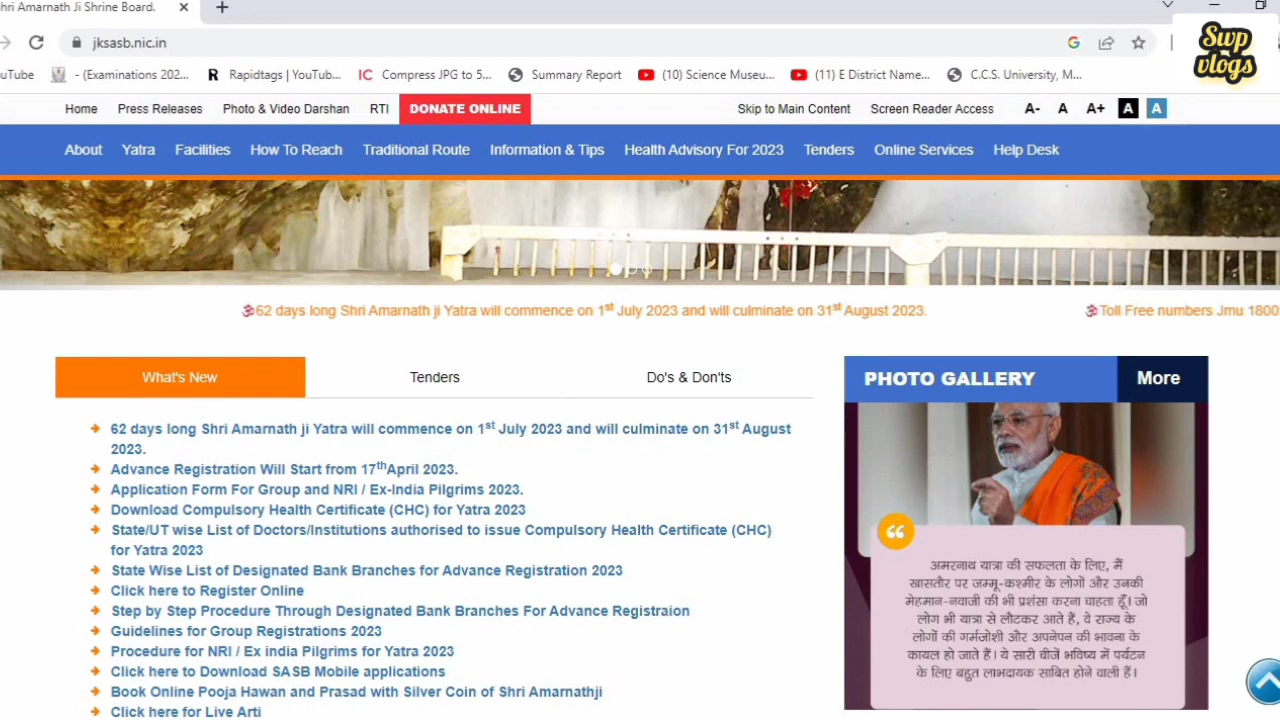 hri Amarnath Ji Shrine Board.
jksasb.nic.in
Swp
vlogs
uTube
- (Examinations 202...
R Rapidtags | YouTub...
IC Compress JPG to 5...
Summary Report
(10) Science Museu...
(11) E District Name...
C.C.S. University, M...
Home Press Releases Photo & Video Darshan RTI DONATE ONLINE Skip to Main Content Screen Reader Access A- A A+ A A
About Yatra Facilities How To Reach Traditional Route Information & Tips Health Advisory For 2023 Tenders Online Services Help Desk
ॐ62 days long Shri Amarnath ji Yatra will commence on 1st July 2023 and will culminate on 31st August 2023. ॐToll Free numbers Jmu 1800
What's New Tenders Do's & Don'ts
62 days long Shri Amarnath ji Yatra will commence on 1st July 2023 and will culminate on 31st August
2023.
Advance Registration Will Start from 17thApril 2023.
Application Form For Group and NRI / Ex-India Pilgrims 2023.
Download Compulsory Health Certificate (CHC) for Yatra 2023
State/UT wise List of Doctors/Institutions authorised to issue Compulsory Health Certificate (CHC)
for Yatra 2023
State Wise List of Designated Bank Branches for Advance Registration 2023
Click here to Register Online
Step by Step Procedure Through Designated Bank Branches For Advance Registraion
Guidelines for Group Registrations 2023
Procedure for NRI / Ex india Pilgrims for Yatra 2023
Click here to Download SASB Mobile applications
Book Online Pooja Hawan and Prasad with Silver Coin of Shri Amarnathji
Click here for Live Arti
PHOTO GALLERY More
अमरनाथ यात्रा की सफलता के लिए, मैं
खासतौर पर जम्मू-कश्मीर के लोगों और उनकी
मेहमान-नवाजी की भी प्रशंसा करना चाहता हूँ। जो
लोग भी यात्रा से लौटकर आते हैं, वे राज्य के
लोगों की गर्मजोशी और अपनेपन की भावना के
कायल हो जाते हैं। ये सारी चीजें भविष्य में पर्यटन
के लिए बहुत लाभदायक साबित होने वाली हैं।